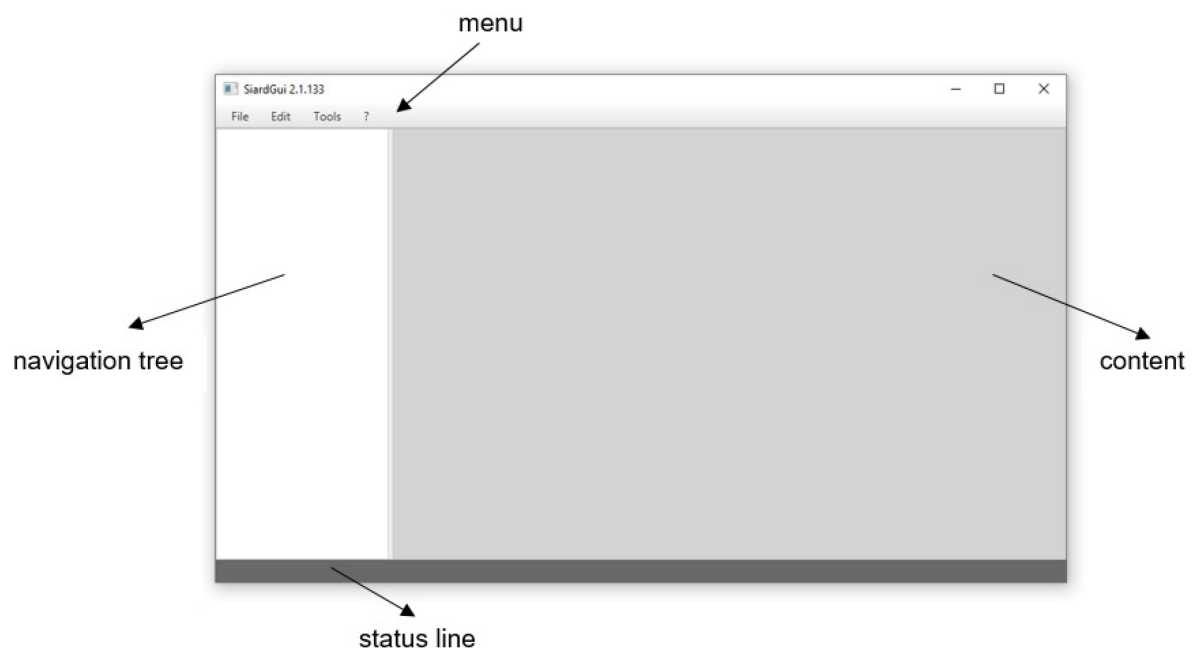 menu
SiardGui 2.1.133
File Edit Tools ?
navigation tree
content
status line